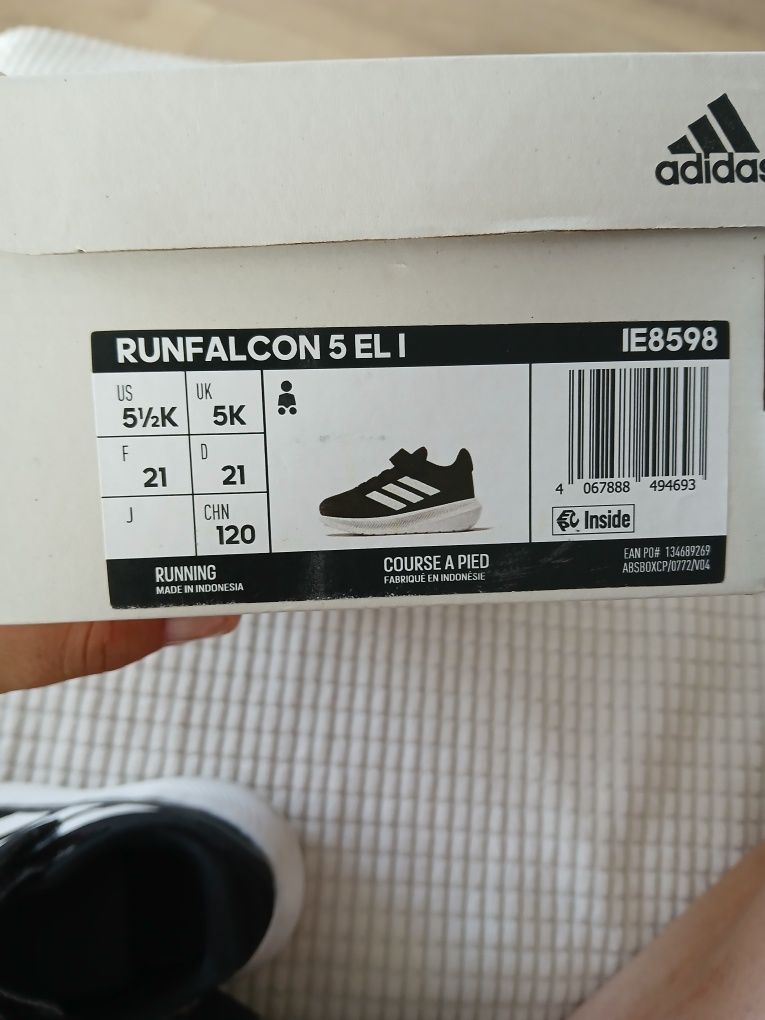 adidas
RUNFALCON 5 EL I IE8598
US 5½K UK 5K
F 21 D 21
J CHN 120
4 067888 494693
Inside
RUNNING
MADE IN INDONESIA
COURSE A PIED
FABRIQUÉ EN INDONÉSIE
EAN PO# 134689269
ABSBOXCP/0772/V04